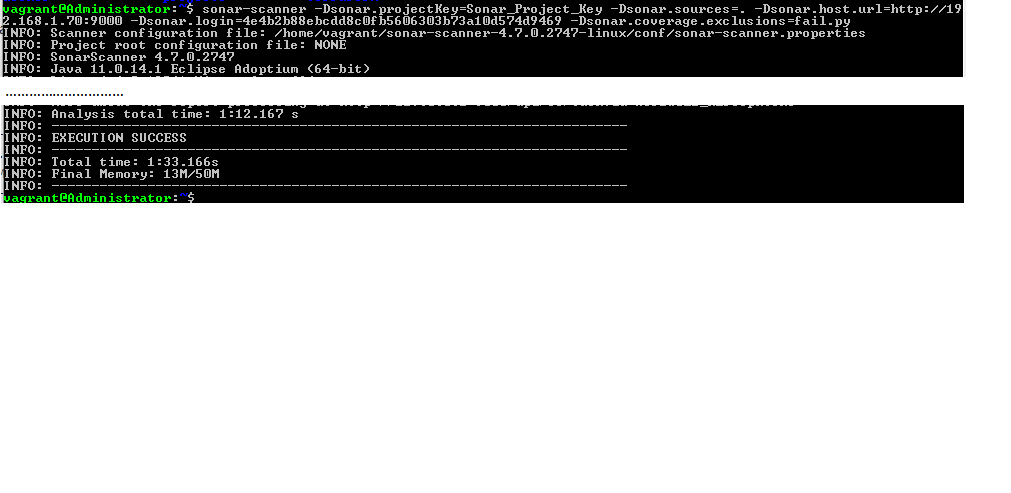 vagrant@Administrator:~$ sonar-scanner -Dsonar.projectKey=Sonar_Project_Key -Dsonar.sources=. -Dsonar.host.url=http://19
2.168.1.70:9000 -Dsonar.login=4e4b2b88ebcdd8c0fb5606303b73a10d574d9469 -Dsonar.coverage.exclusions=fail.py
INFO: Scanner configuration file: /home/vagrant/sonar-scanner-4.7.0.2747-linux/conf/sonar-scanner.properties
INFO: Project root configuration file: NONE
INFO: SonarScanner 4.7.0.2747
INFO: Java 11.0.14.1 Eclipse Adoptium (64-bit)
..............................
INFO: Analysis total time: 1:12.167 s
INFO: ------------------------------------------------------------------------
INFO: EXECUTION SUCCESS
INFO: ------------------------------------------------------------------------
INFO: Total time: 1:33.166s
INFO: Final Memory: 13M/50M
INFO: ------------------------------------------------------------------------
vagrant@Administrator:~$